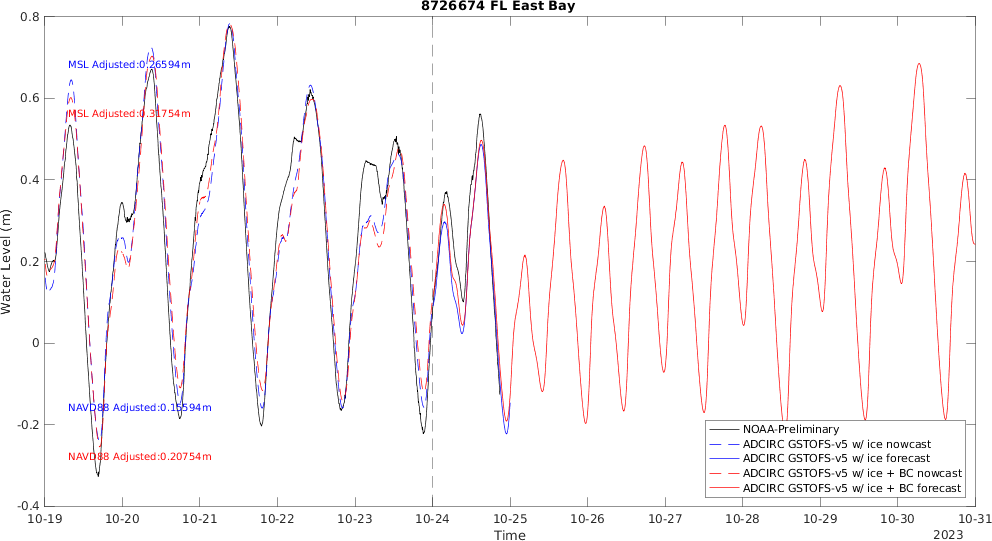 8726674 FL East Bay
0.8
0.6
0.4
0.2
0
-0.2
-0.4
Water Level (m)
MSL Adjusted:0.26594m
MSL Adjusted:0.31754m
NAVD88 Adjusted:0.15594m
NAVD88 Adjusted:0.20754m
NOAA-Preliminary
ADCIRC GSTOFS-v5 w/ ice nowcast
ADCIRC GSTOFS-v5 w/ ice forecast
ADCIRC GSTOFS-v5 w/ ice + BC nowcast
ADCIRC GSTOFS-v5 w/ ice + BC forecast
10-19 10-20 10-21 10-22 10-23 10-24 10-25 10-26 10-27 10-28 10-29 10-30 10-31
Time
2023